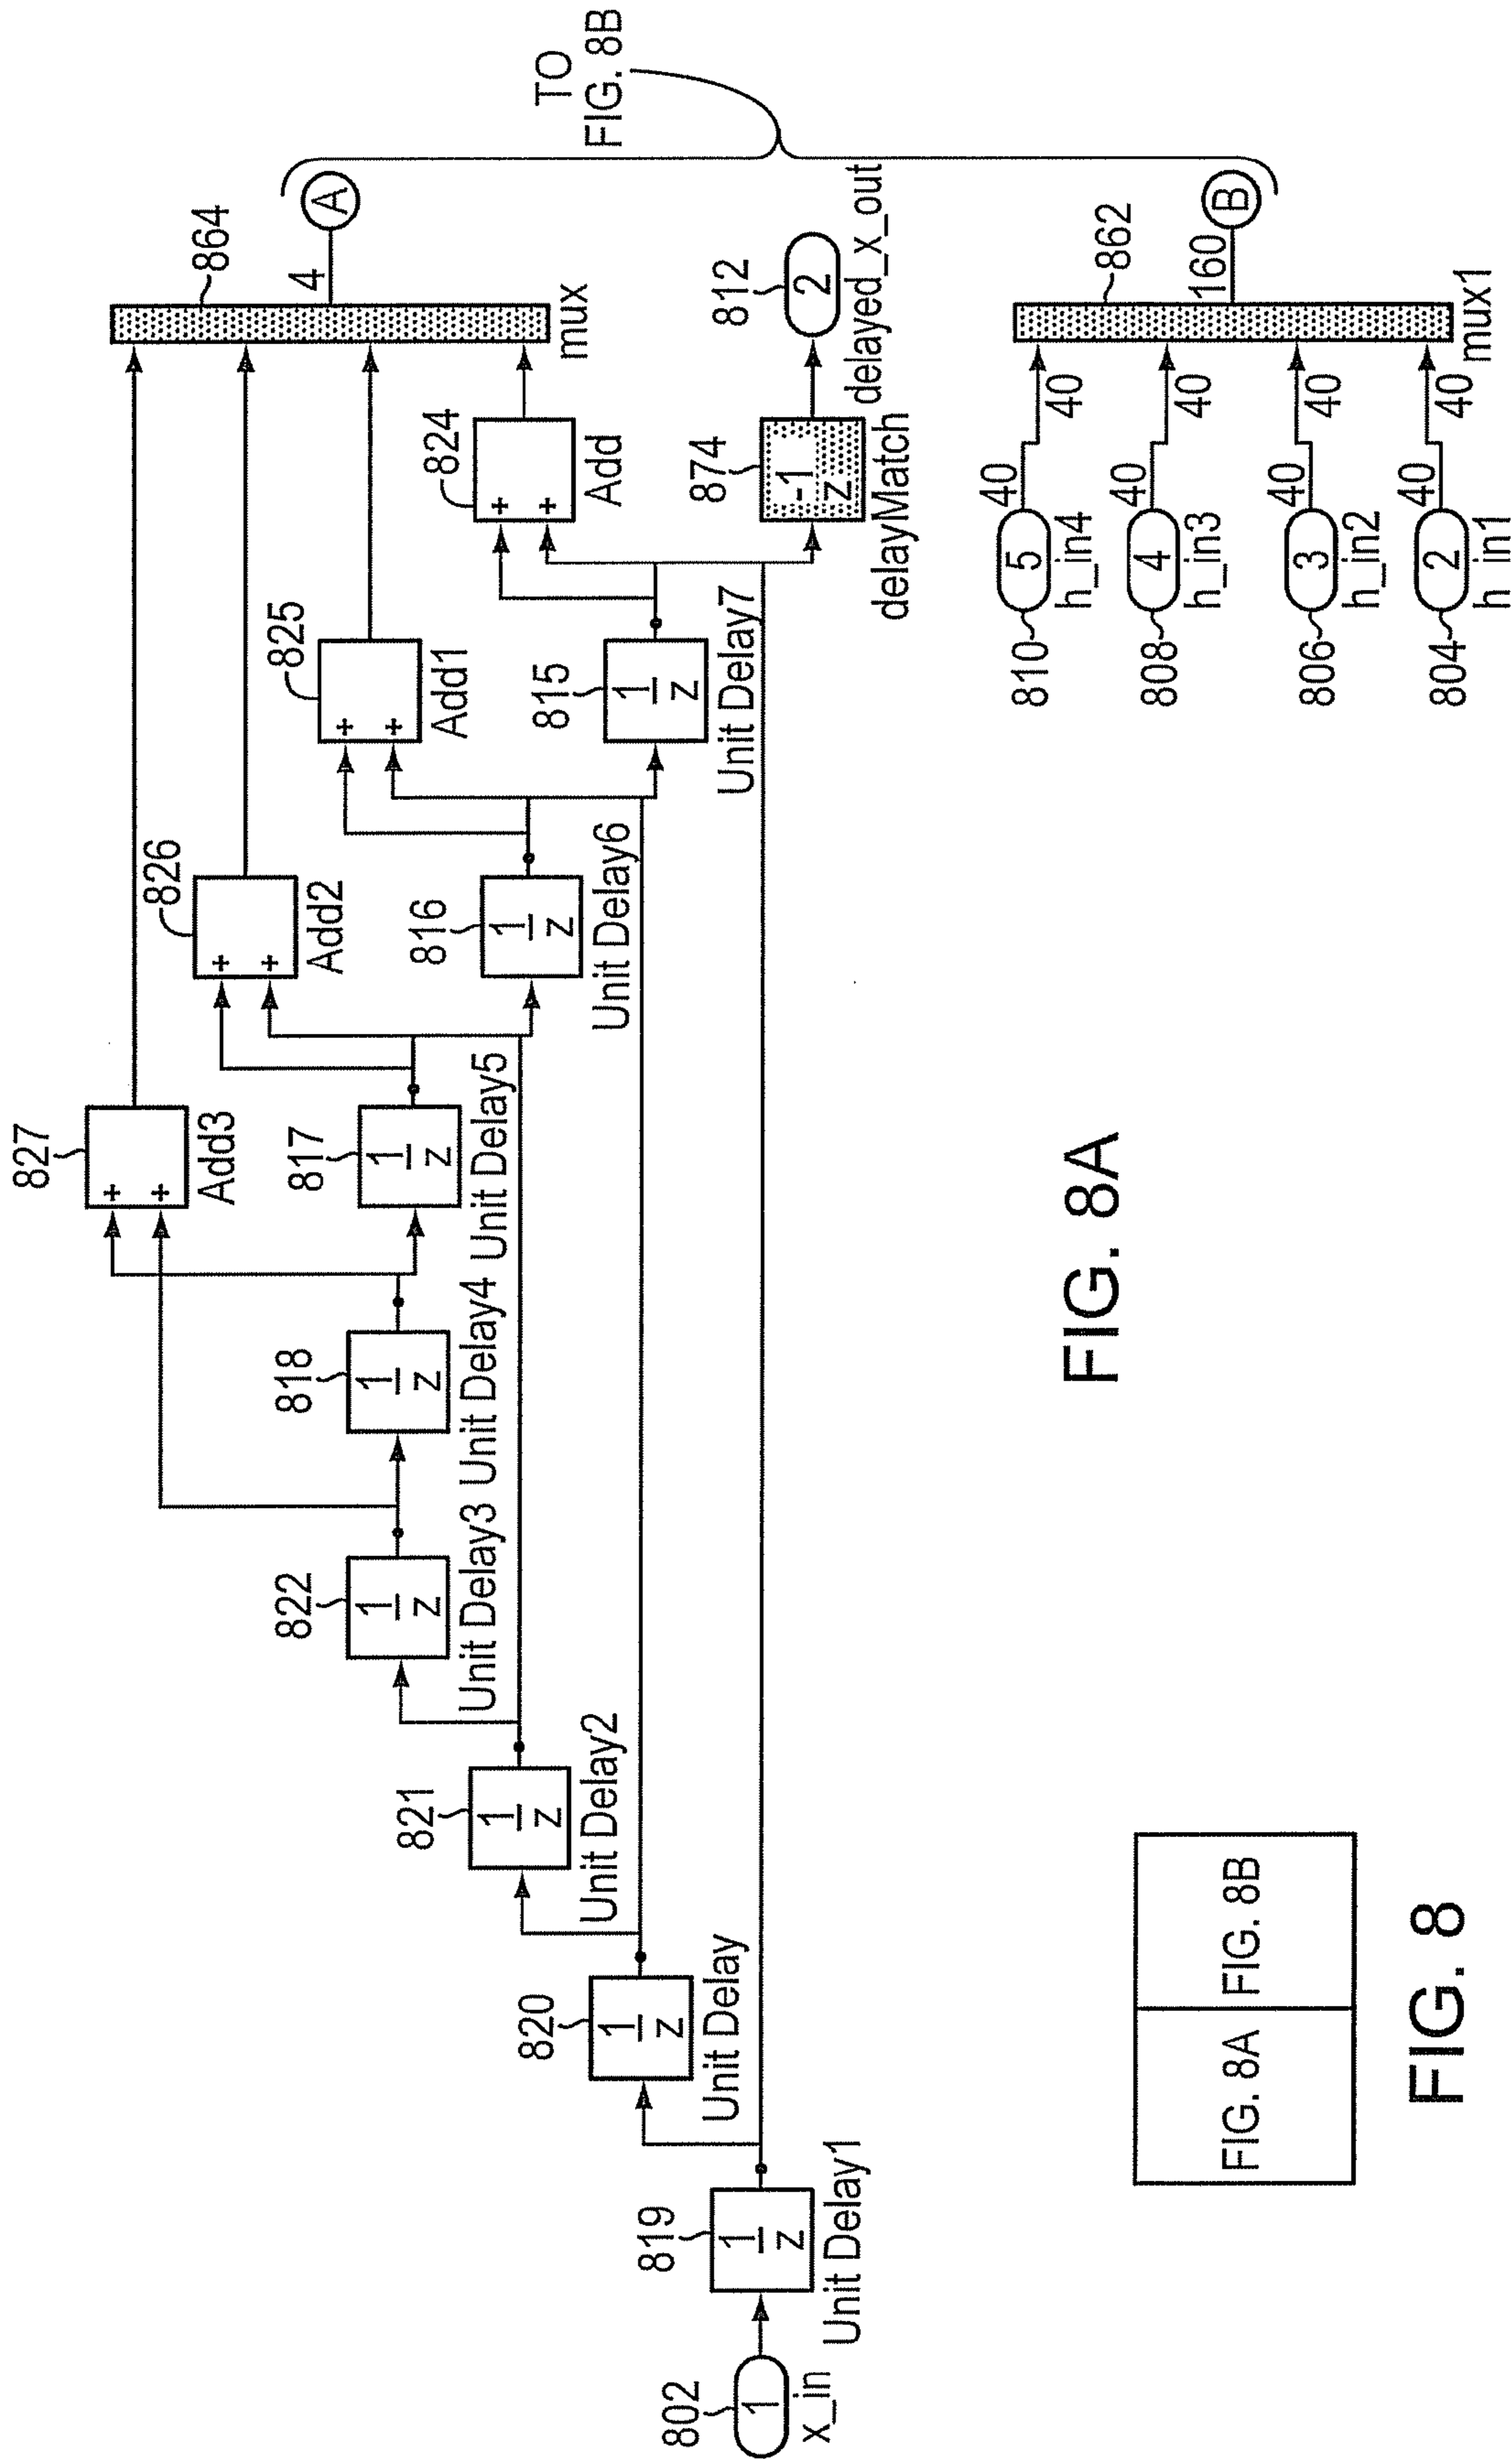 827
Add3
826
Add2
825
Add1
824
Add
864
mux
4
A
TO
FIG. 8B
822
1
z
Unit Delay3
818
1
z
Unit Delay4
817
1
z
Unit Delay5
816
1
z
Unit Delay6
815
1
z
Unit Delay7
821
1
z
Unit Delay2
820
1
z
Unit Delay
802
1
x_in
819
1
z
Unit Delay1
874
-1
z
delayMatch
812
2
delayed_x_out
810
5
h_in4
40
40
808
4
h_in3
40
40
806
3
h_in2
40
40
804
2
h_in1
40
40
862
mux1
160
B
FIG. 8A
FIG. 8A
FIG. 8B
FIG. 8